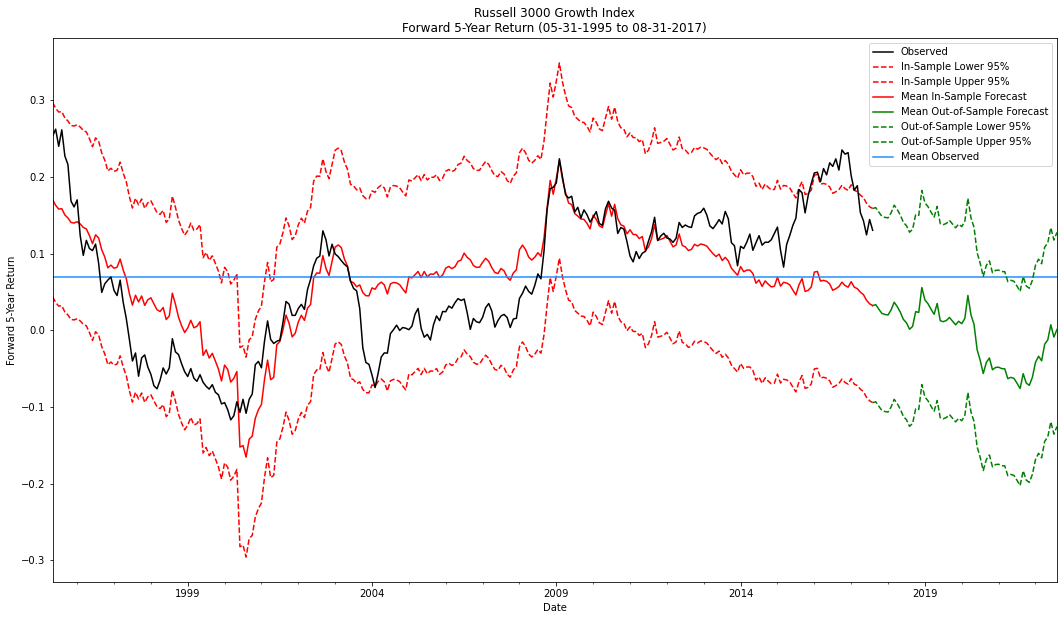 Russell 3000 Growth Index
Forward 5-Year Return (05-31-1995 to 08-31-2017)
Observed
In-Sample Lower 95%
In-Sample Upper 95%
Mean In-Sample Forecast
Mean Out-of-Sample Forecast
Out-of-Sample Lower 95%
Out-of-Sample Upper 95%
Mean Observed
Forward 5-Year Return
0.3
0.2
0.1
0.0
−0.1
−0.2
−0.3
1999
2004
2009
2014
2019
Date